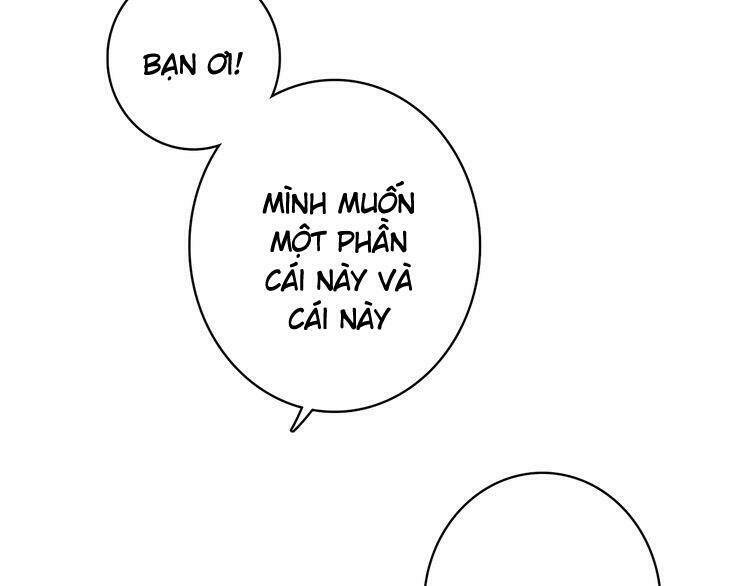 BẠN ƠI!
MÌNH MUỐN
MỘT PHẦN
CÁI NÀY VÀ
CÁI NÀY